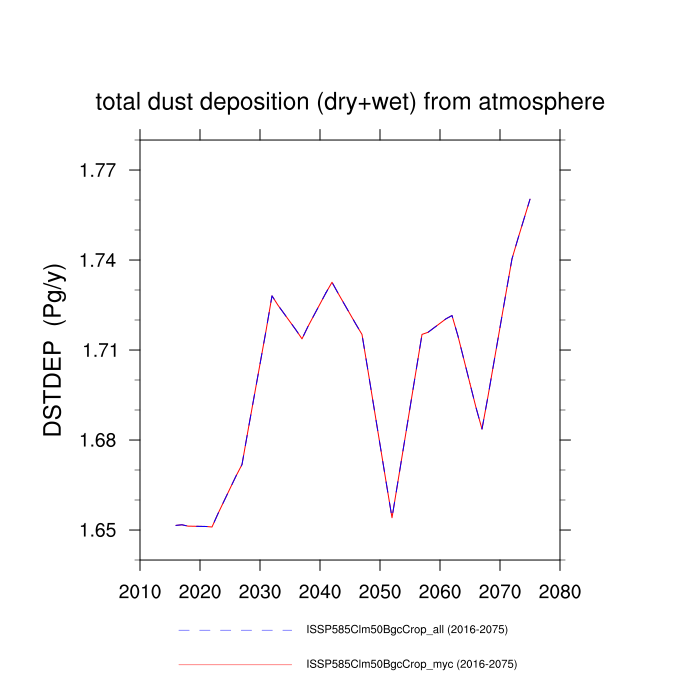 total dust deposition (dry+wet) from atmosphere
DSTDEP (Pg/y)
1.77
1.74
1.71
1.68
1.65
2010 2020 2030 2040 2050 2060 2070 2080
ISSP585Clm50BgcCrop_all (2016-2075)
ISSP585Clm50BgcCrop_myc (2016-2075)